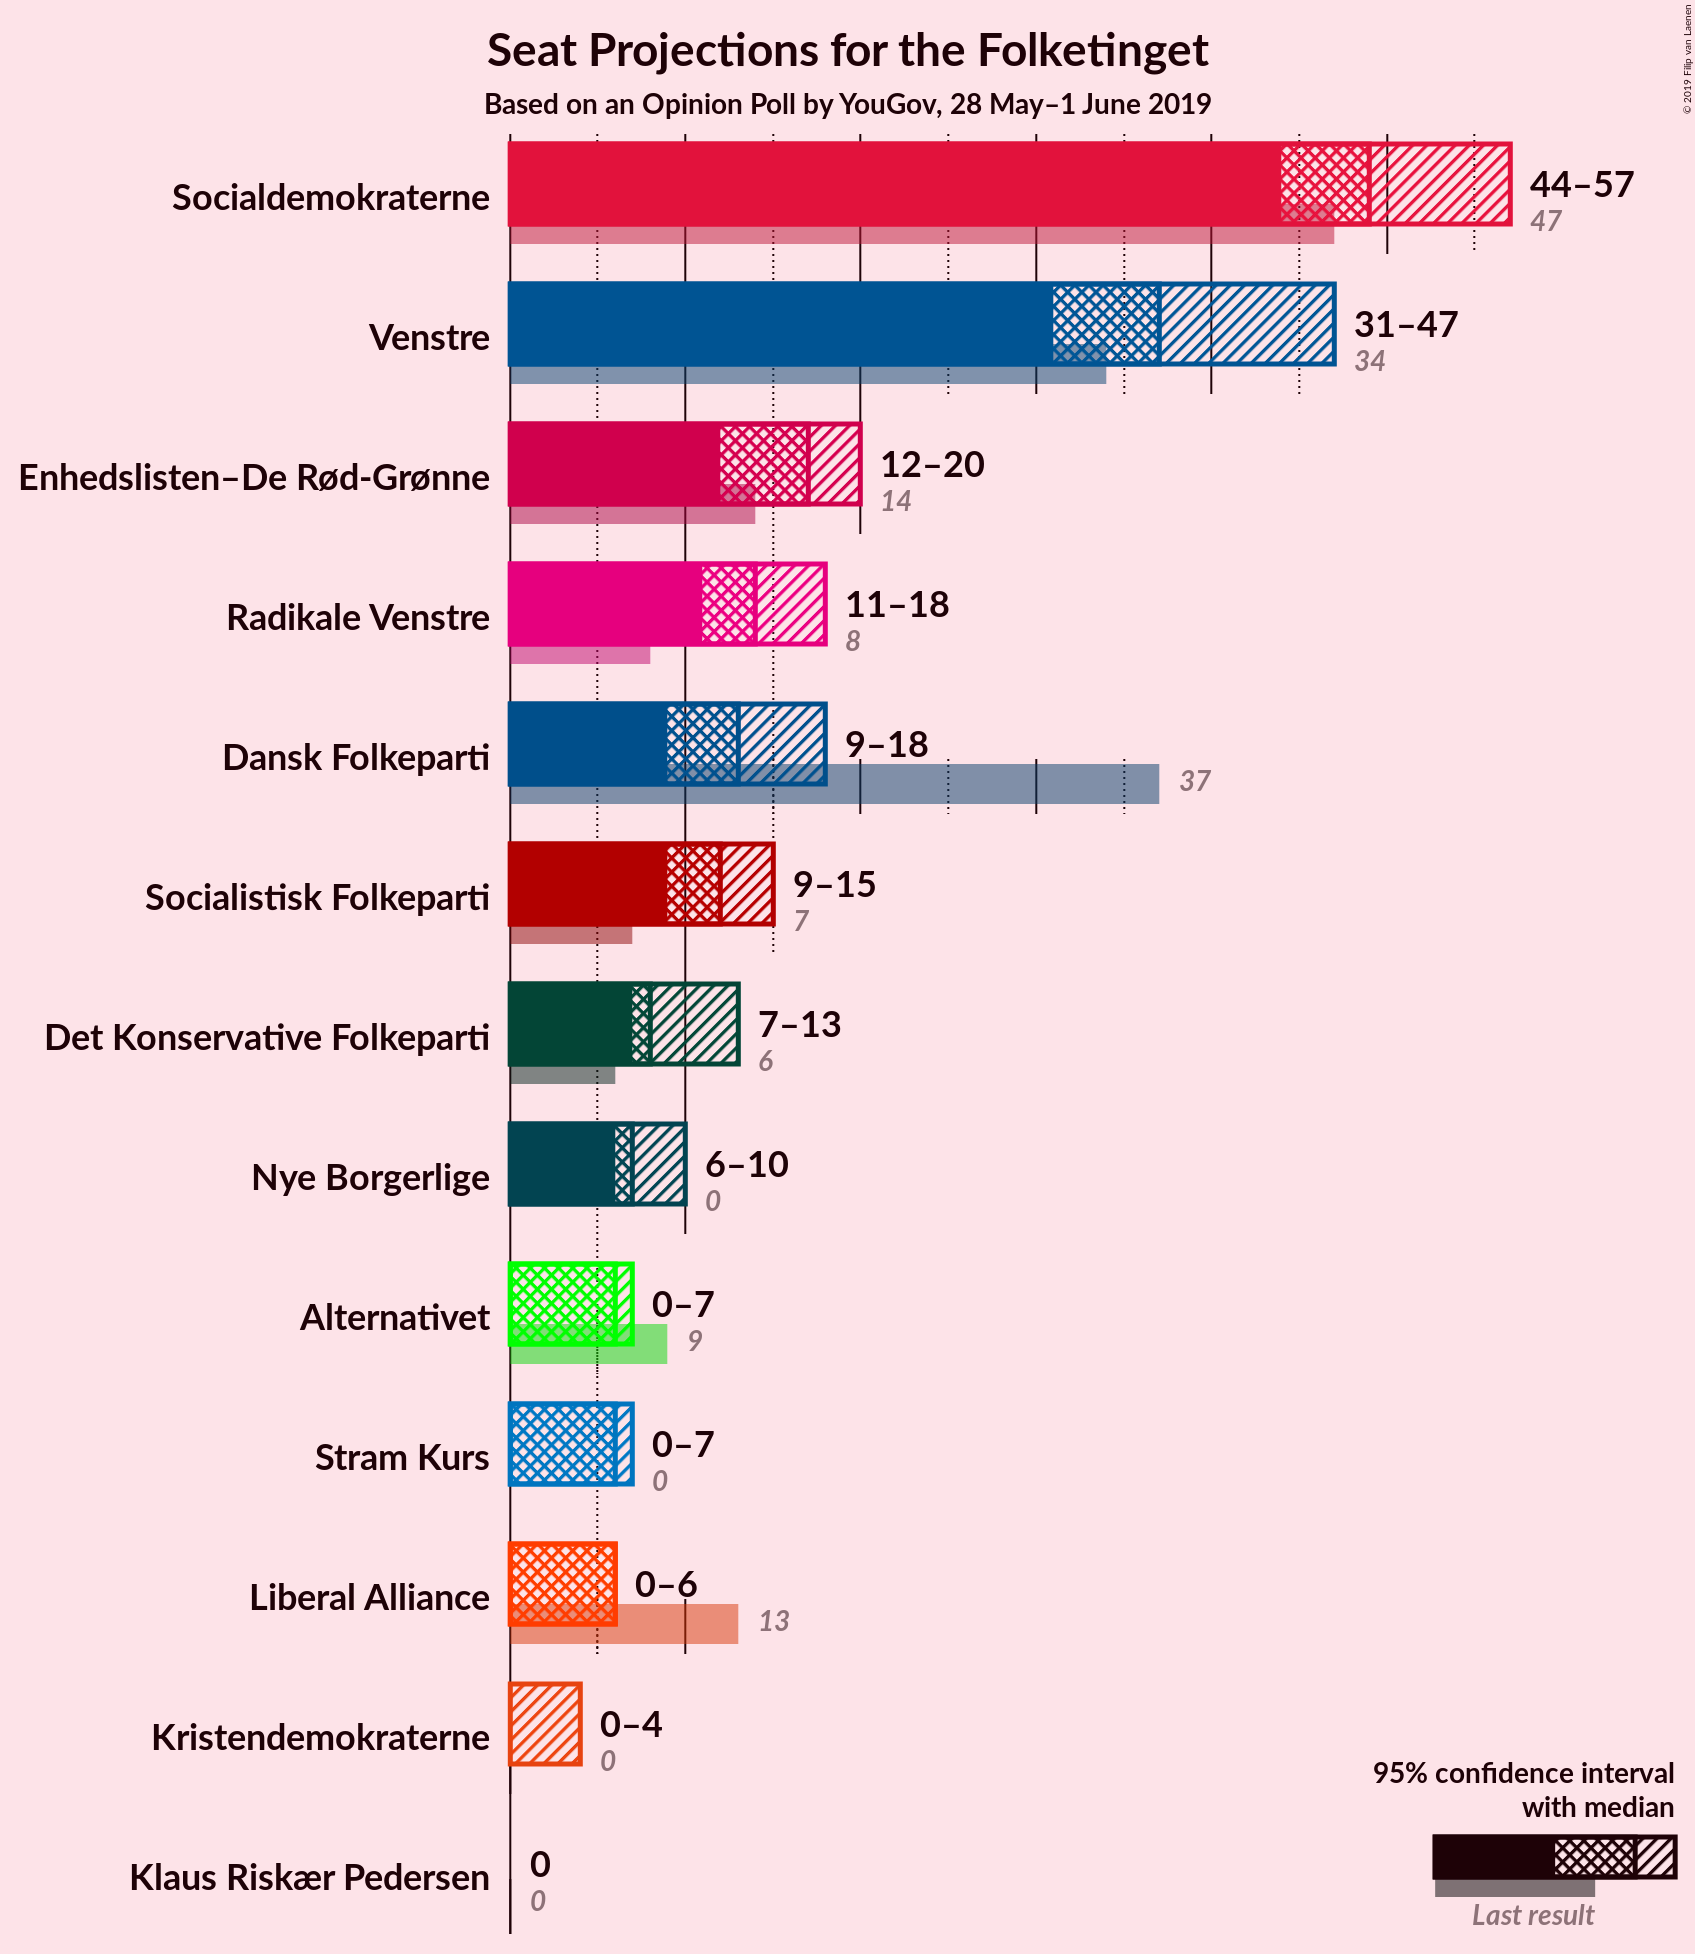 © 2019 Filip van Laenen
Seat Projections for the Folketinget
Based on an Opinion Poll by YouGov, 28 May–1 June 2019
Socialdemokraterne
44–57
47
Venstre
31–47
34
Enhedslisten–De Rød-Grønne
12–20
14
Radikale Venstre
11–18
8
Dansk Folkeparti
9–18
37
Socialistisk Folkeparti
9–15
7
Det Konservative Folkeparti
7–13
6
Nye Borgerlige
6–10
0
Alternativet
0–7
9
Stram Kurs
0–7
0
Liberal Alliance
0–6
13
Kristendemokraterne
0–4
0
Klaus Riskær Pedersen
0
0
95% confidence interval
with median
Last result